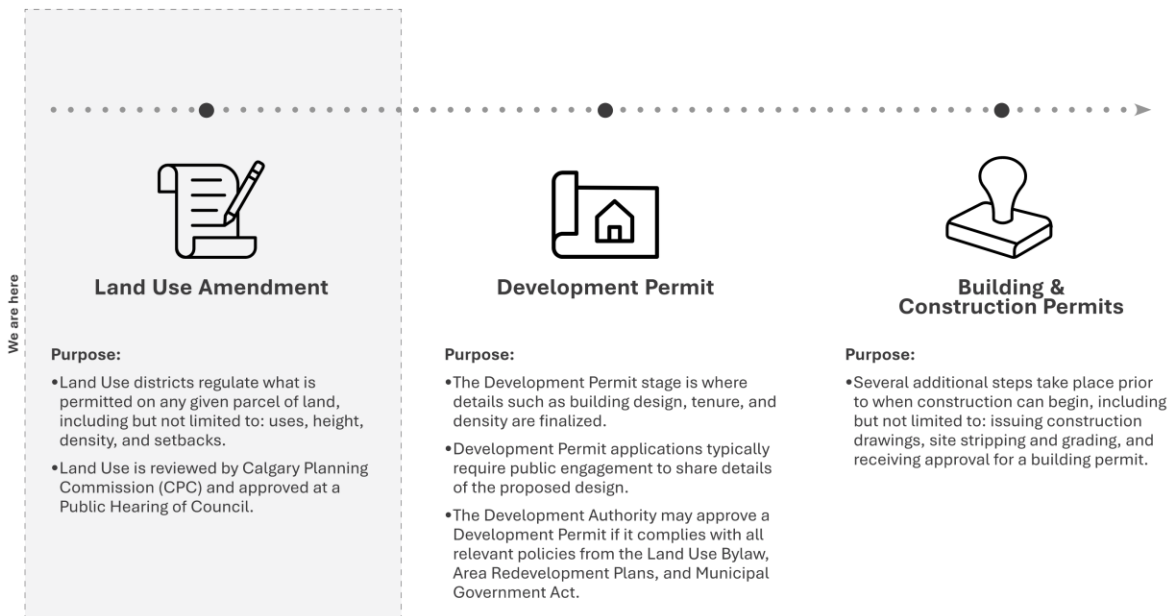 We are here
Land Use Amendment
Purpose:
•Land Use districts regulate what is
permitted on any given parcel of land,
including but not limited to: uses, height,
density, and setbacks.
•Land Use is reviewed by Calgary Planning
Commission (CPC) and approved at a
Public Hearing of Council.
Development Permit
Purpose:
•The Development Permit stage is where
details such as building design, tenure, and
density are finalized.
•Development Permit applications typically
require public engagement to share details
of the proposed design.
•The Development Authority may approve a
Development Permit if it complies with all
relevant policies from the Land Use Bylaw,
Area Redevelopment Plans, and Municipal
Government Act.
Building &
Construction Permits
Purpose:
•Several additional steps take place prior
to when construction can begin, including
but not limited to: issuing construction
drawings, site stripping and grading, and
receiving approval for a building permit.